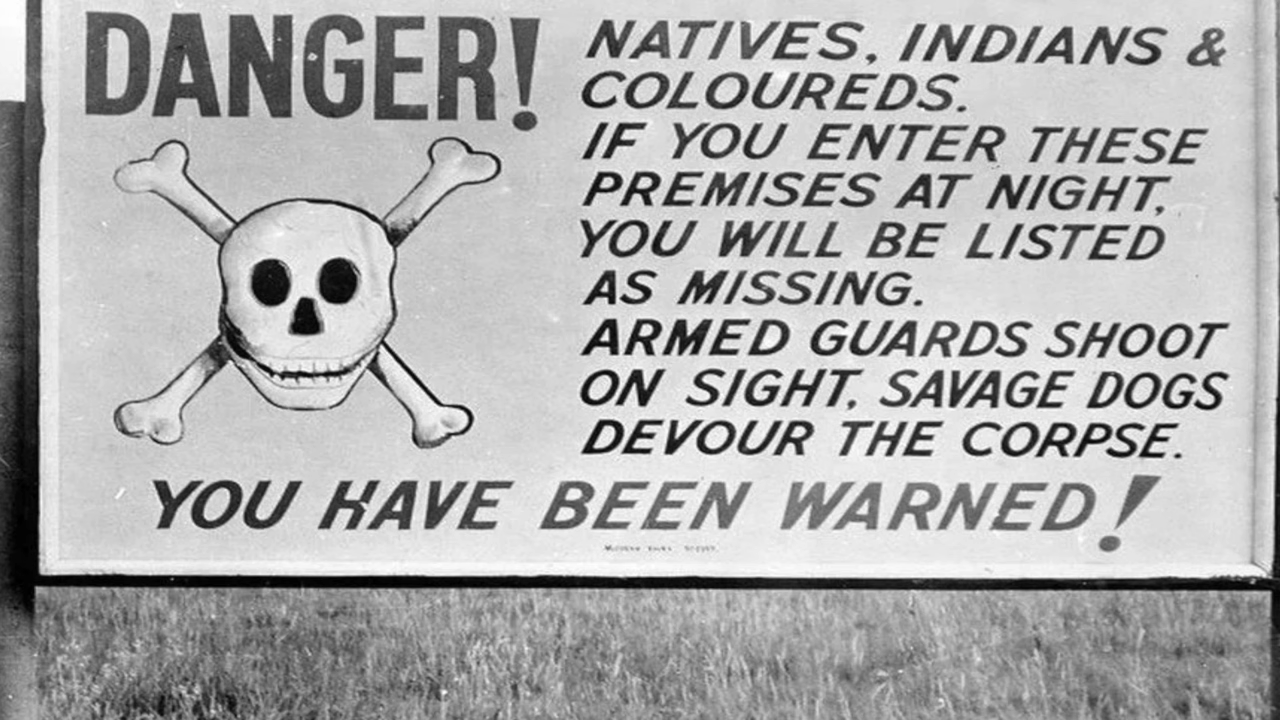 DANGER!
NATIVES, INDIANS &
COLOUREDS.
IF YOU ENTER THESE
PREMISES AT NIGHT,
YOU WILL BE LISTED
AS MISSING.
ARMED GUARDS SHOOT
ON SIGHT, SAVAGE DOGS
DEVOUR THE CORPSE.
YOU HAVE BEEN WARNED!